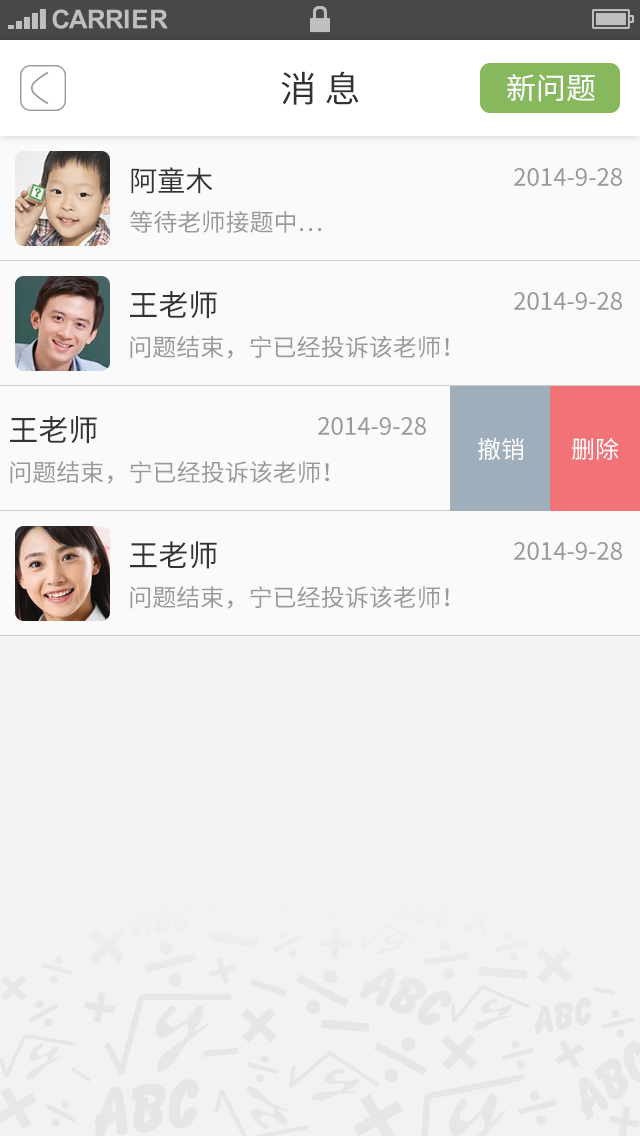 CARRIER
消息
新问题
阿童木
2014-9-28
等待老师接题中...
王老师
2014-9-28
问题结束，宁已经投诉该老师！
王老师
2014-9-28
问题结束，宁已经投诉该老师！
撤销
删除
王老师
2014-9-28
问题结束，宁已经投诉该老师！
ABC
ABC
ABC
ABC
ABC